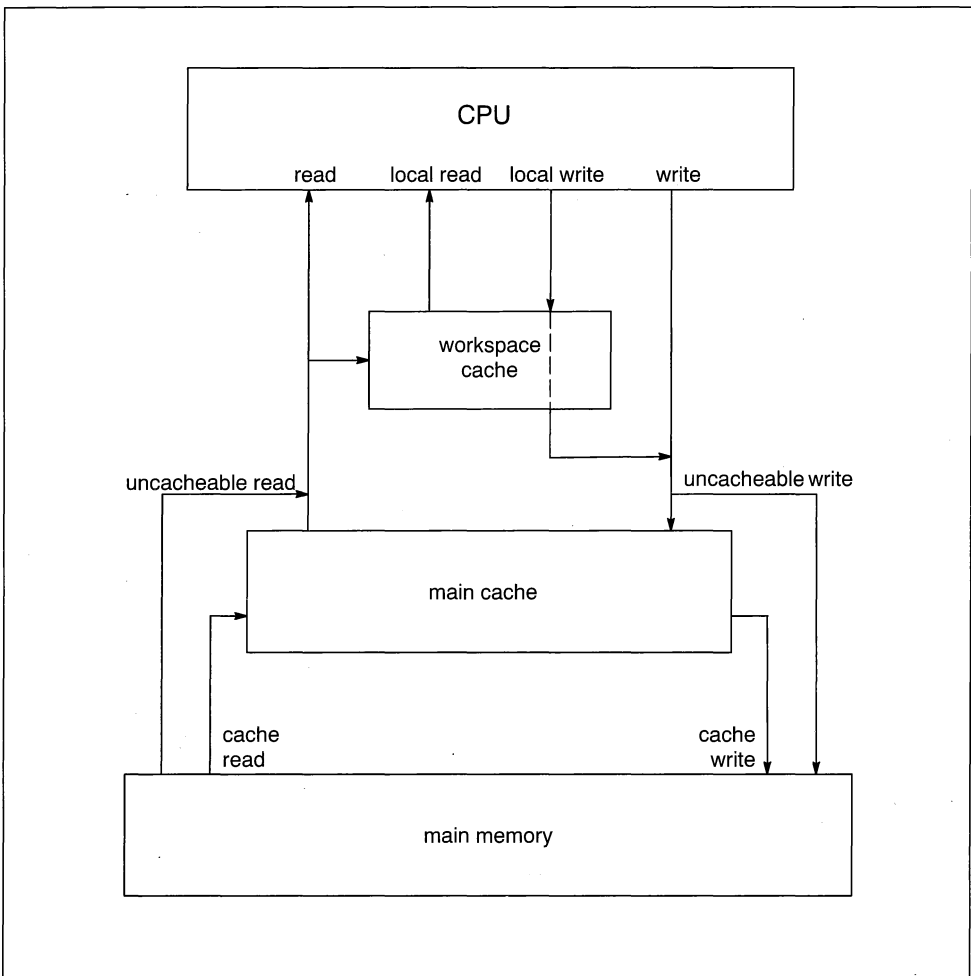 CPU
read local read local write write
workspace
cache
uncacheable read uncacheable write
main cache
cache
read
cache
write
main memory